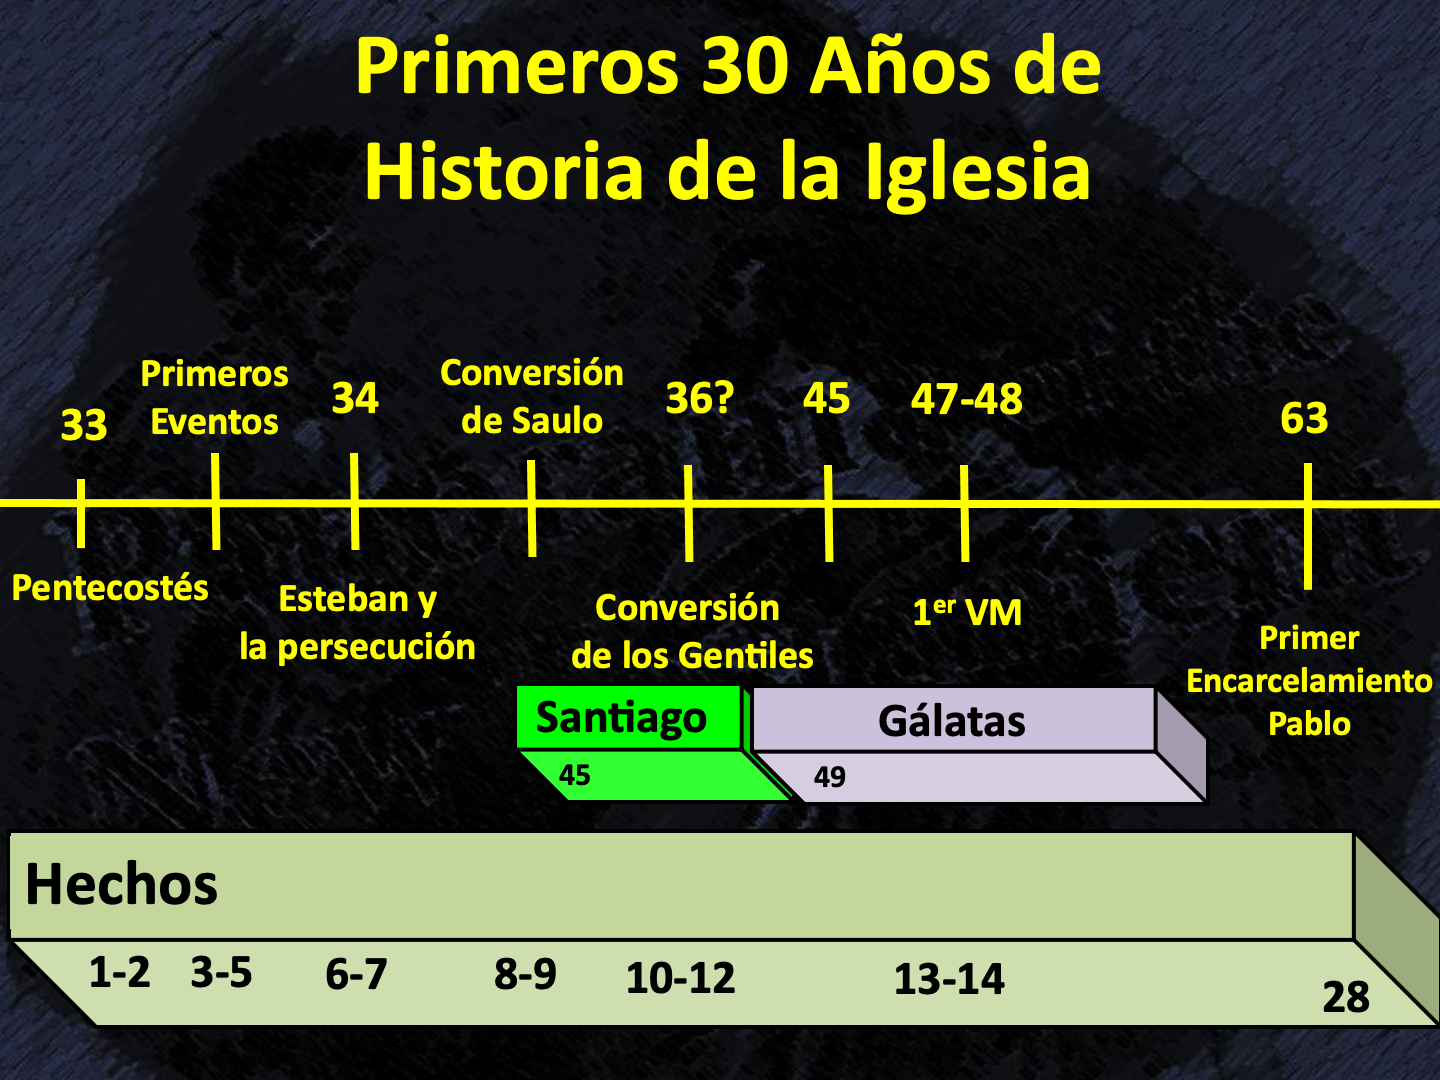 Primeros 30 Años de
Historia de la Iglesia
33
Primeros
Eventos
34
Conversión
de Saulo
36?
45
47-48
63
Pentecostés
Esteban y
la persecución
Conversión
de los Gentiles
1er VM
Primer
Encarcelamiento
Pablo
Santiago
45
Gálatas
49
Hechos
1-2
3-5
6-7
8-9
10-12
13-14
28